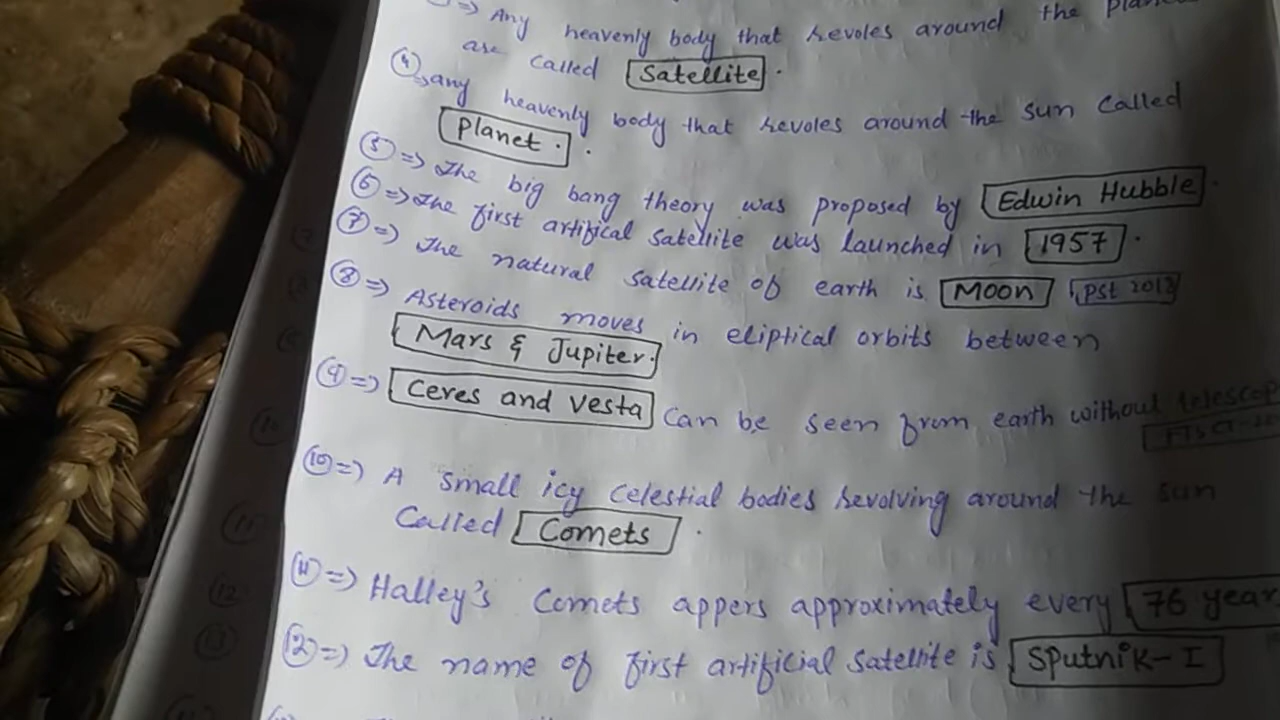 => Any heavenly body that revoles around the
are called Satellite.
④ => any heavenly body that revoles around the sun called
Planet.
⑤ => The big bang theory was proposed by Edwin Hubble.
⑥ => The first artifical satellite was launched in 1957.
⑦ => The natural satellite of earth is Moon PST
⑧ => Asteroids moves in eliptical orbits between
Mars & Jupiter.
⑨ => Ceres and Vesta Can be seen from earth without
⑩ => A small icy celestial bodies revolving around the sun
Called Comets.
⑪ => Halley's Comets appers approximately every 76 year
⑫ => The name of first artificial satellite is Sputnik-I